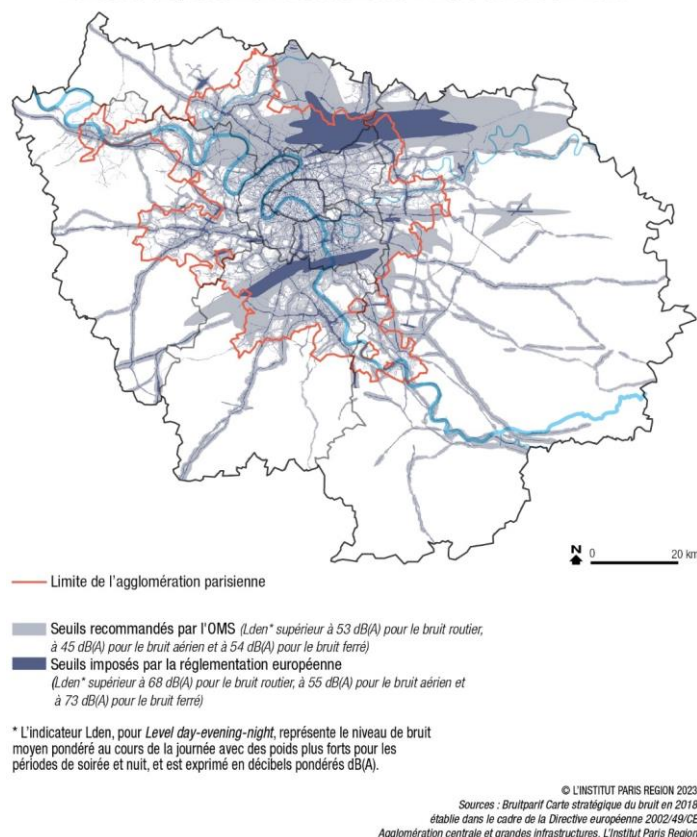 N
0 20 km
Limite de l'agglomération parisienne
Seuils recommandés par l'OMS (Lden* supérieur à 53 dB(A) pour le bruit routier,
à 45 dB(A) pour le bruit aérien et à 54 dB(A) pour le bruit ferré)
Seuils imposés par la réglementation européenne
(Lden* supérieur à 68 dB(A) pour le bruit routier, à 55 dB(A) pour le bruit aérien et
à 73 dB(A) pour le bruit ferré)
* L'indicateur Lden, pour Level day-evening-night, représente le niveau de bruit
moyen pondéré au cours de la journée avec des poids plus forts pour les
périodes de soirée et nuit, et est exprimé en décibels pondérés dB(A).
© L'INSTITUT PARIS REGION 2023
Sources : Bruitparif Carte stratégique du bruit en 2018
établie dans le cadre de la Directive européenne 2002/49/CE
Agglomération centrale et grandes infrastructures, L'Institut Paris Region